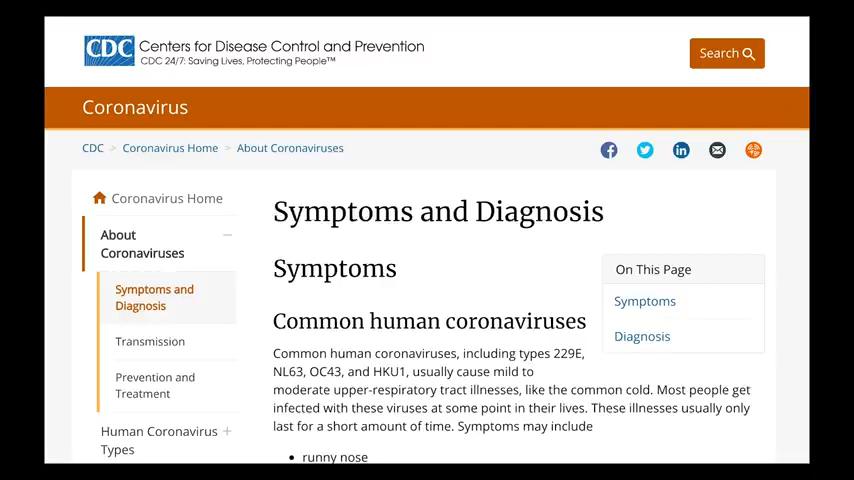 CDC Centers for Disease Control and Prevention
CDC 24/7: Saving Lives, Protecting People™
Search
Coronavirus
CDC > Coronavirus Home > About Coronaviruses
Coronavirus Home
About
Coronaviruses
Symptoms and
Diagnosis
Transmission
Prevention and
Treatment
Human Coronavirus
Types
Symptoms and Diagnosis
Symptoms
On This Page
Symptoms
Diagnosis
Common human coronaviruses
Common human coronaviruses, including types 229E,
NL63, OC43, and HKU1, usually cause mild to
moderate upper-respiratory tract illnesses, like the common cold. Most people get
infected with these viruses at some point in their lives. These illnesses usually only
last for a short amount of time. Symptoms may include
• runny nose